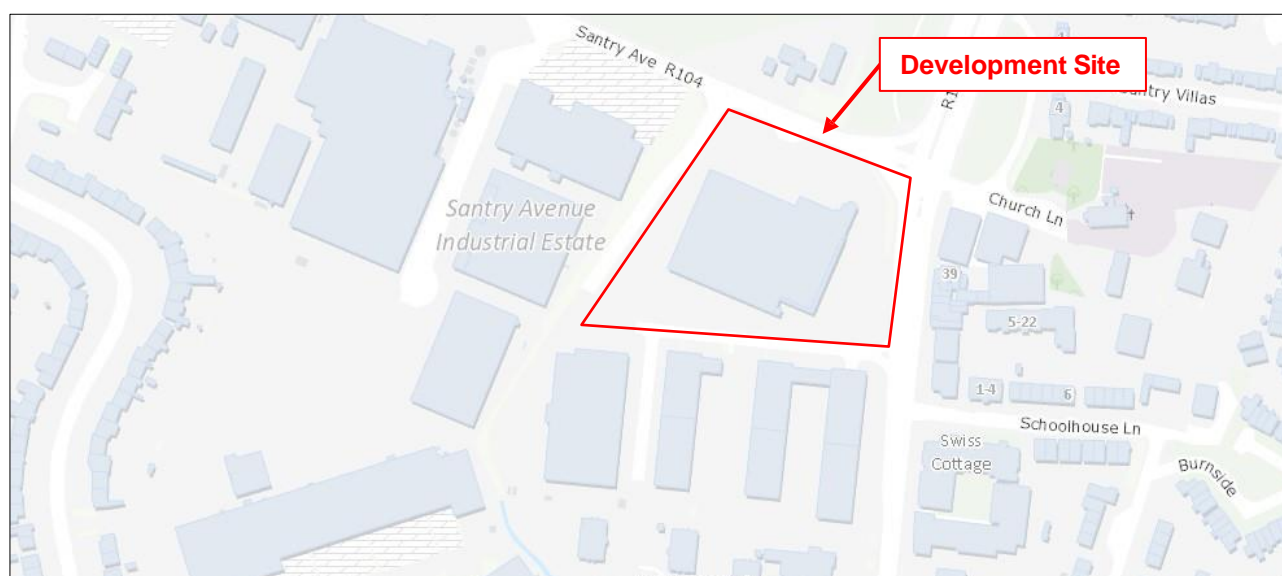 Santry Ave R104
Development Site
4
Santry Avenue
Industrial Estate
Church Ln
39
5-22
1-4
6
Schoolhouse Ln
Swiss
Cottage
Burnside
Villas